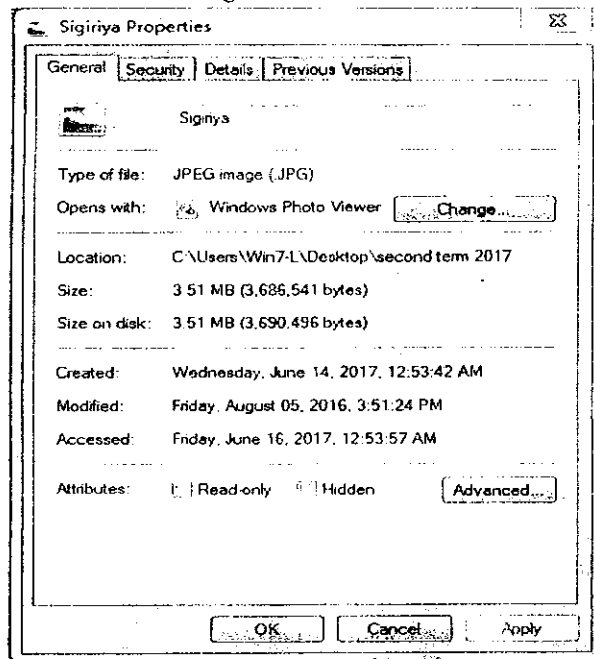 Sigiriya Properties
General Security Details Previous Versions
Sigiriya
Type of file: JPEG image (.JPG)
Opens with: Windows Photo Viewer Change...
Location: C:\Users\Win7-L\Desktop\second term 2017
Size: 3.51 MB (3,686,541 bytes)
Size on disk: 3.51 MB (3,690,496 bytes)
Created: Wednesday, June 14, 2017, 12:53:42 AM
Modified: Friday, August 05, 2016, 3:51:24 PM
Accessed: Friday, June 16, 2017, 12:53:57 AM
Attributes: Read-only Hidden Advanced...
OK Cancel Apply